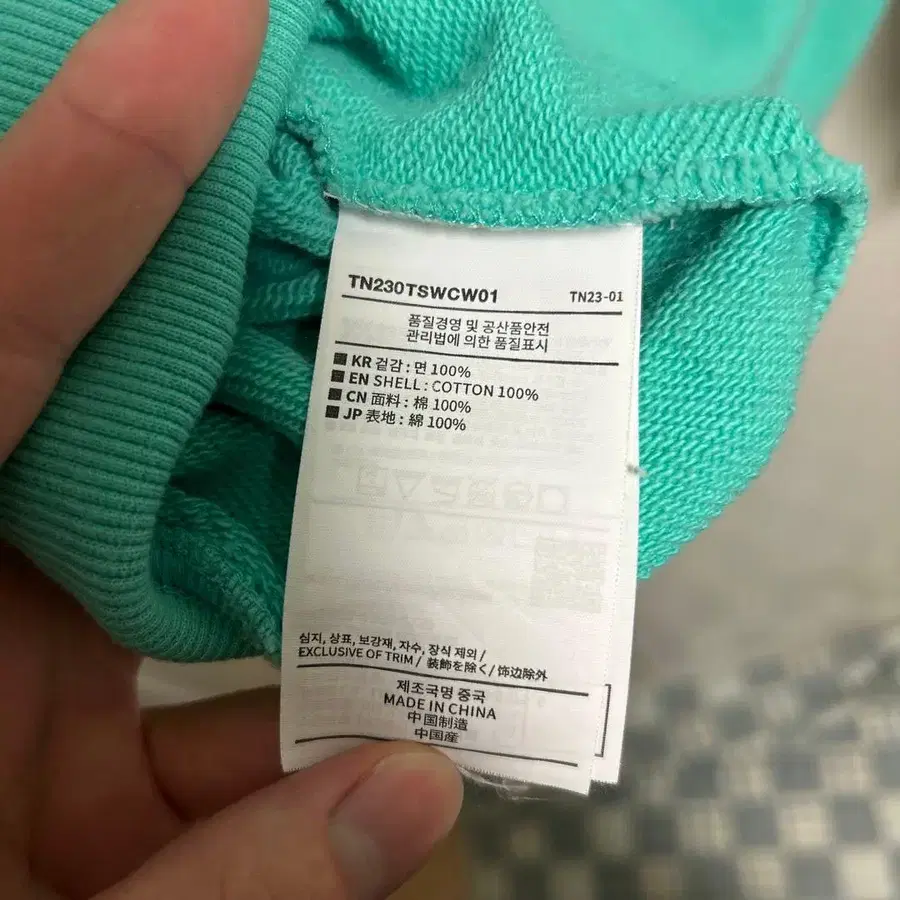 TN230TSWCW01 TN23-01
품질경영 및 공산품안전
관리법에 의한 품질표시
KR 겉감 : 면 100%
EN SHELL : COTTON 100%
CN 面料 : 棉 100%
JP 表地 : 綿 100%
심지, 상표, 보강재, 자수, 장식 제외 /
EXCLUSIVE OF TRIM / 装飾を除く / 饰边除外
제조국명 중국
MADE IN CHINA
中国制造
中国産